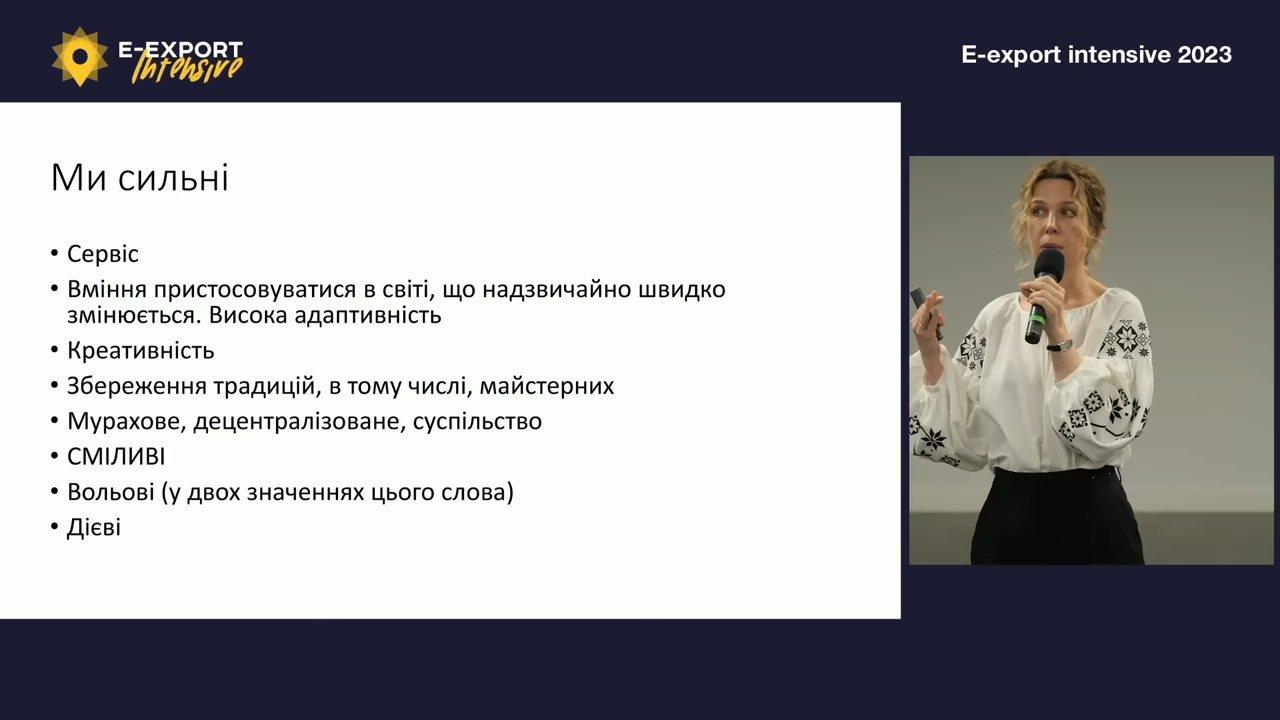 E-EXPORT
Intensive
E-export intensive 2023
Ми сильні
• Сервіс
• Вміння пристосовуватися в світі, що надзвичайно швидко
змінюється. Висока адаптивність
• Креативність
• Збереження традицій, в тому числі, майстерних
• Мурахове, децентралізоване, суспільство
• СМІЛИВІ
• Вольові (у двох значеннях цього слова)
• Дієві